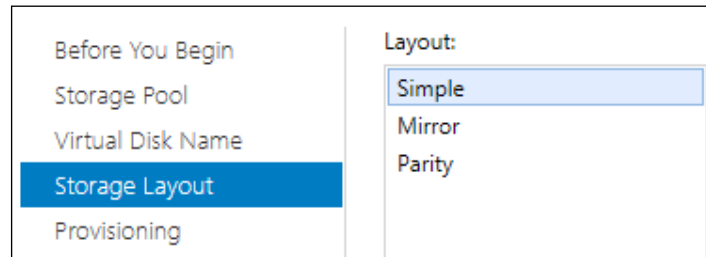 Before You Begin
Storage Pool
Virtual Disk Name
Storage Layout
Provisioning
Layout:
Simple
Mirror
Parity